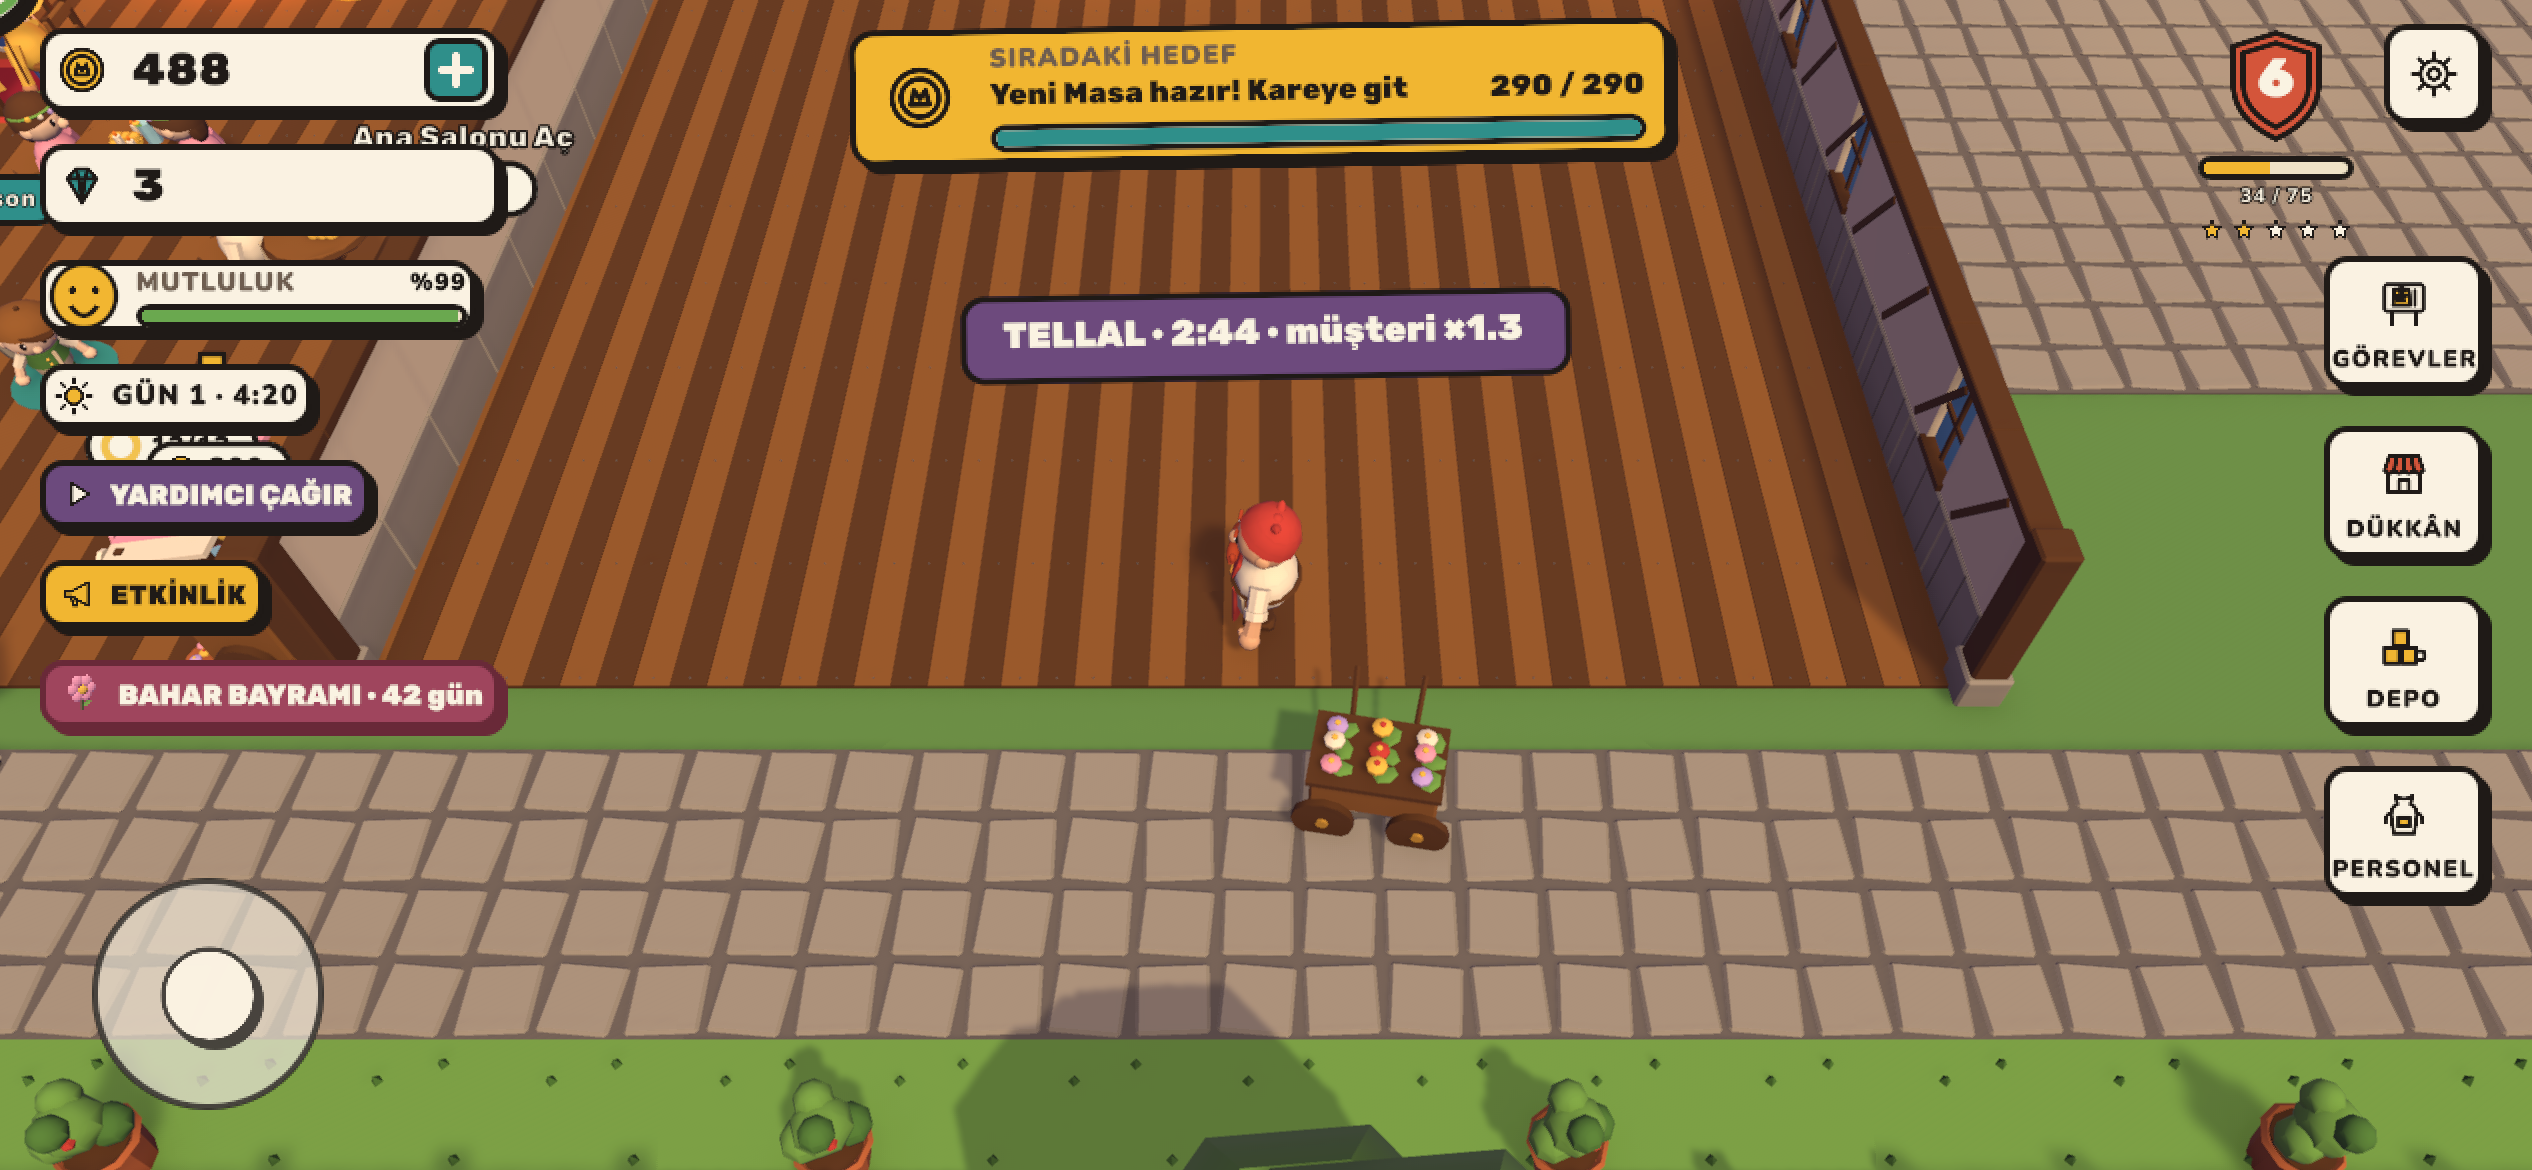 488
SIRADAKİ HEDEF
Yeni Masa hazır! Kareye git
290 / 290
6
Ana Salonu Aç
3
son
34 / 75
MUTLULUK
%99
GÖREVLER
TELLAL • 2:44 • müşteri ×1.3
GÜN 1 · 4:20
YARDIMCI ÇAĞIR
DÜKKÂN
ETKİNLİK
BAHAR BAYRAMI • 42 gün
DEPO
PERSONEL